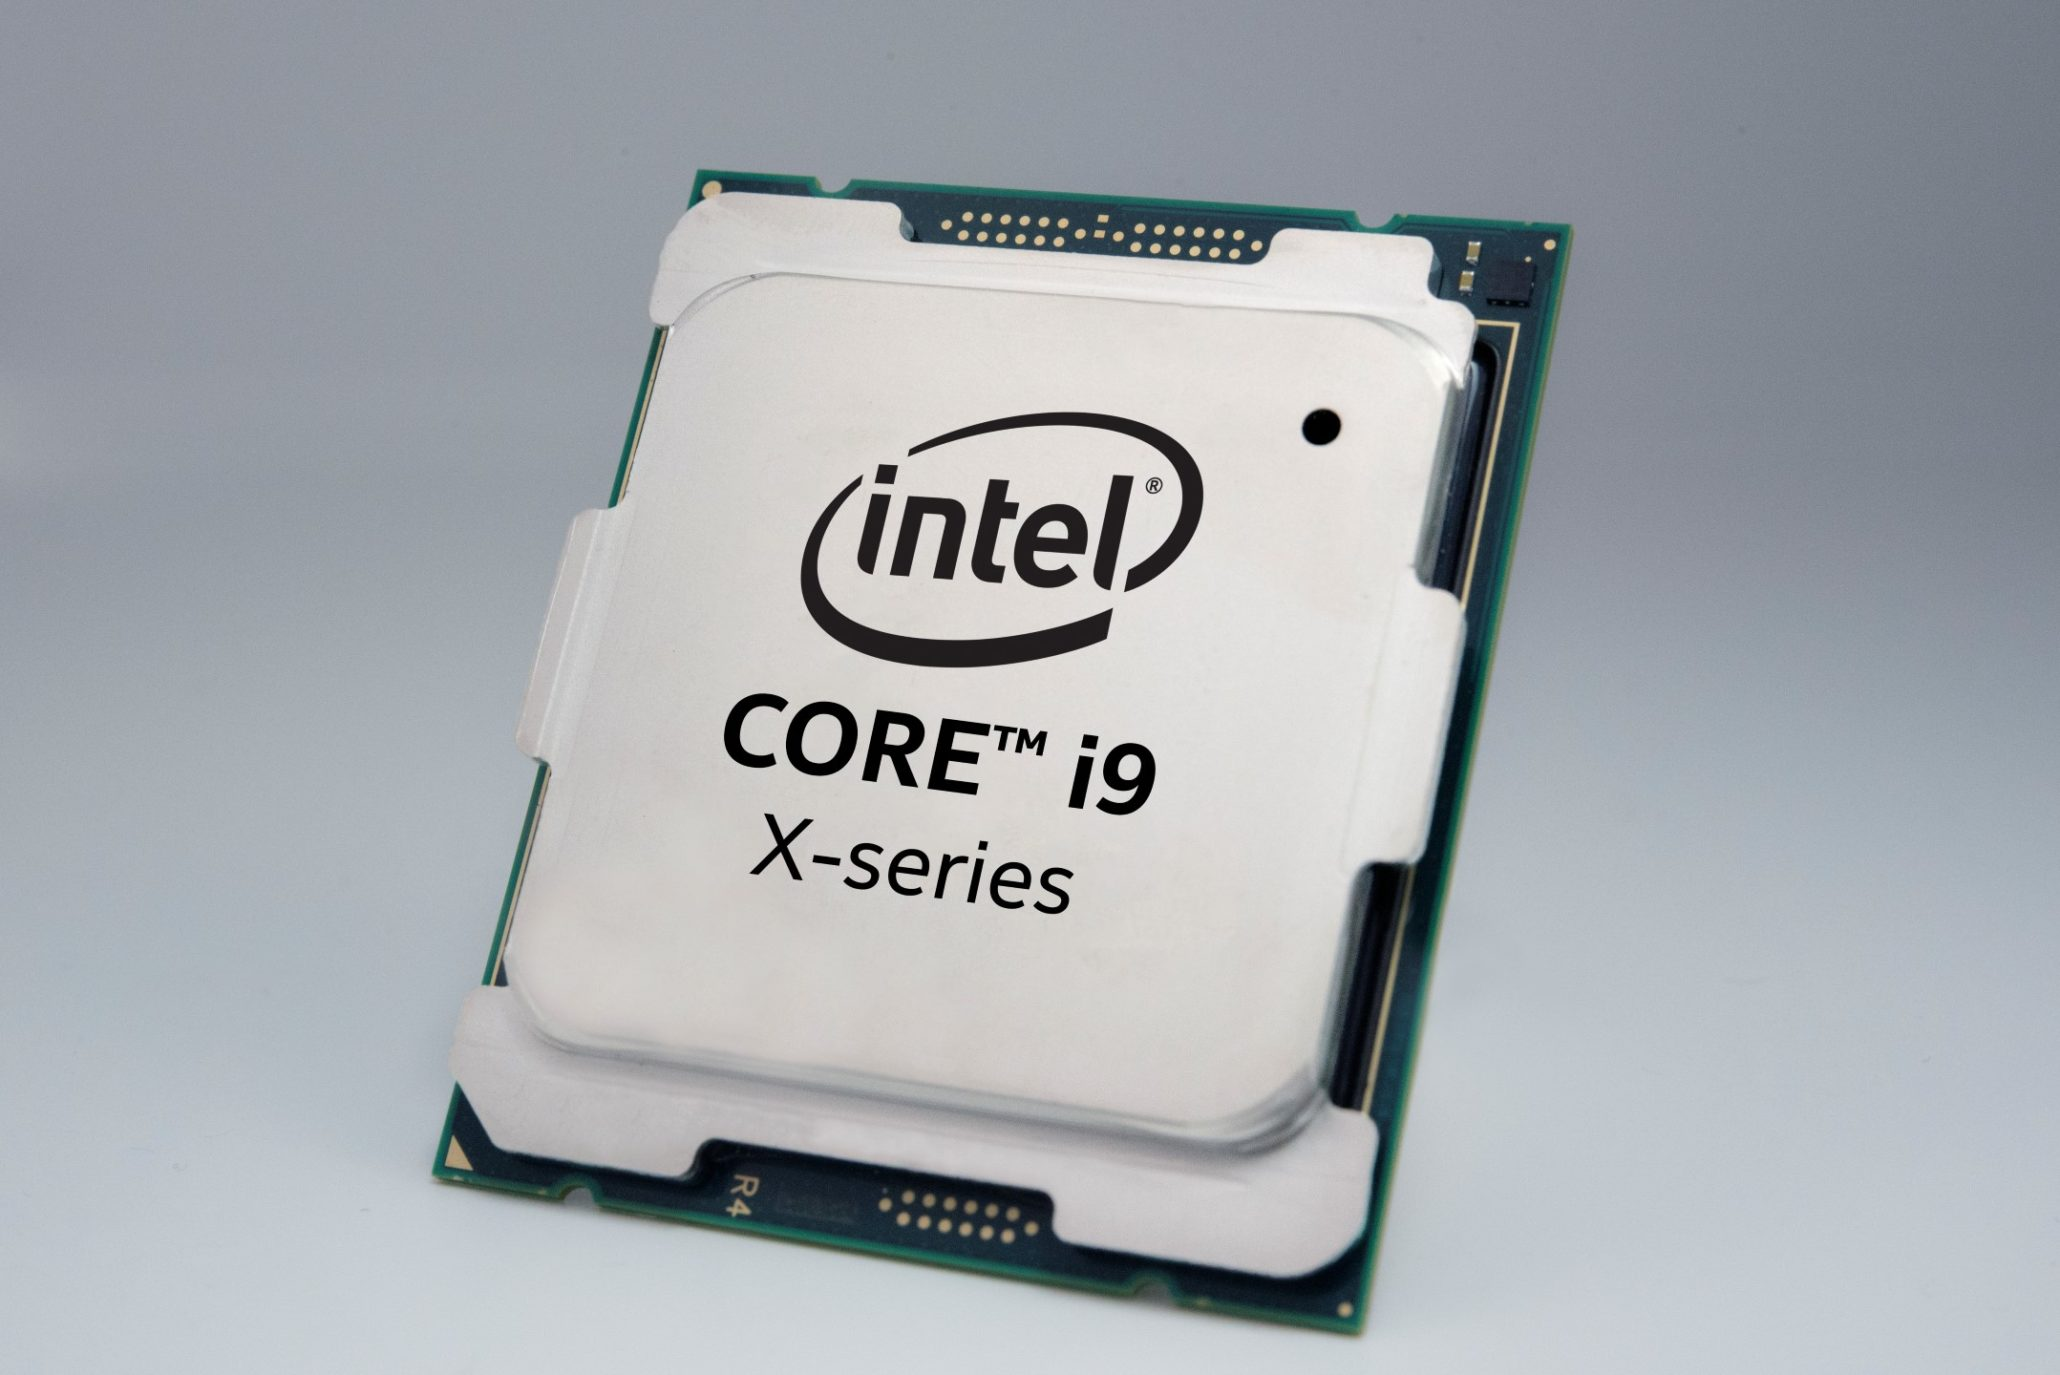 intel®
CORE™ i9
X-series
R4